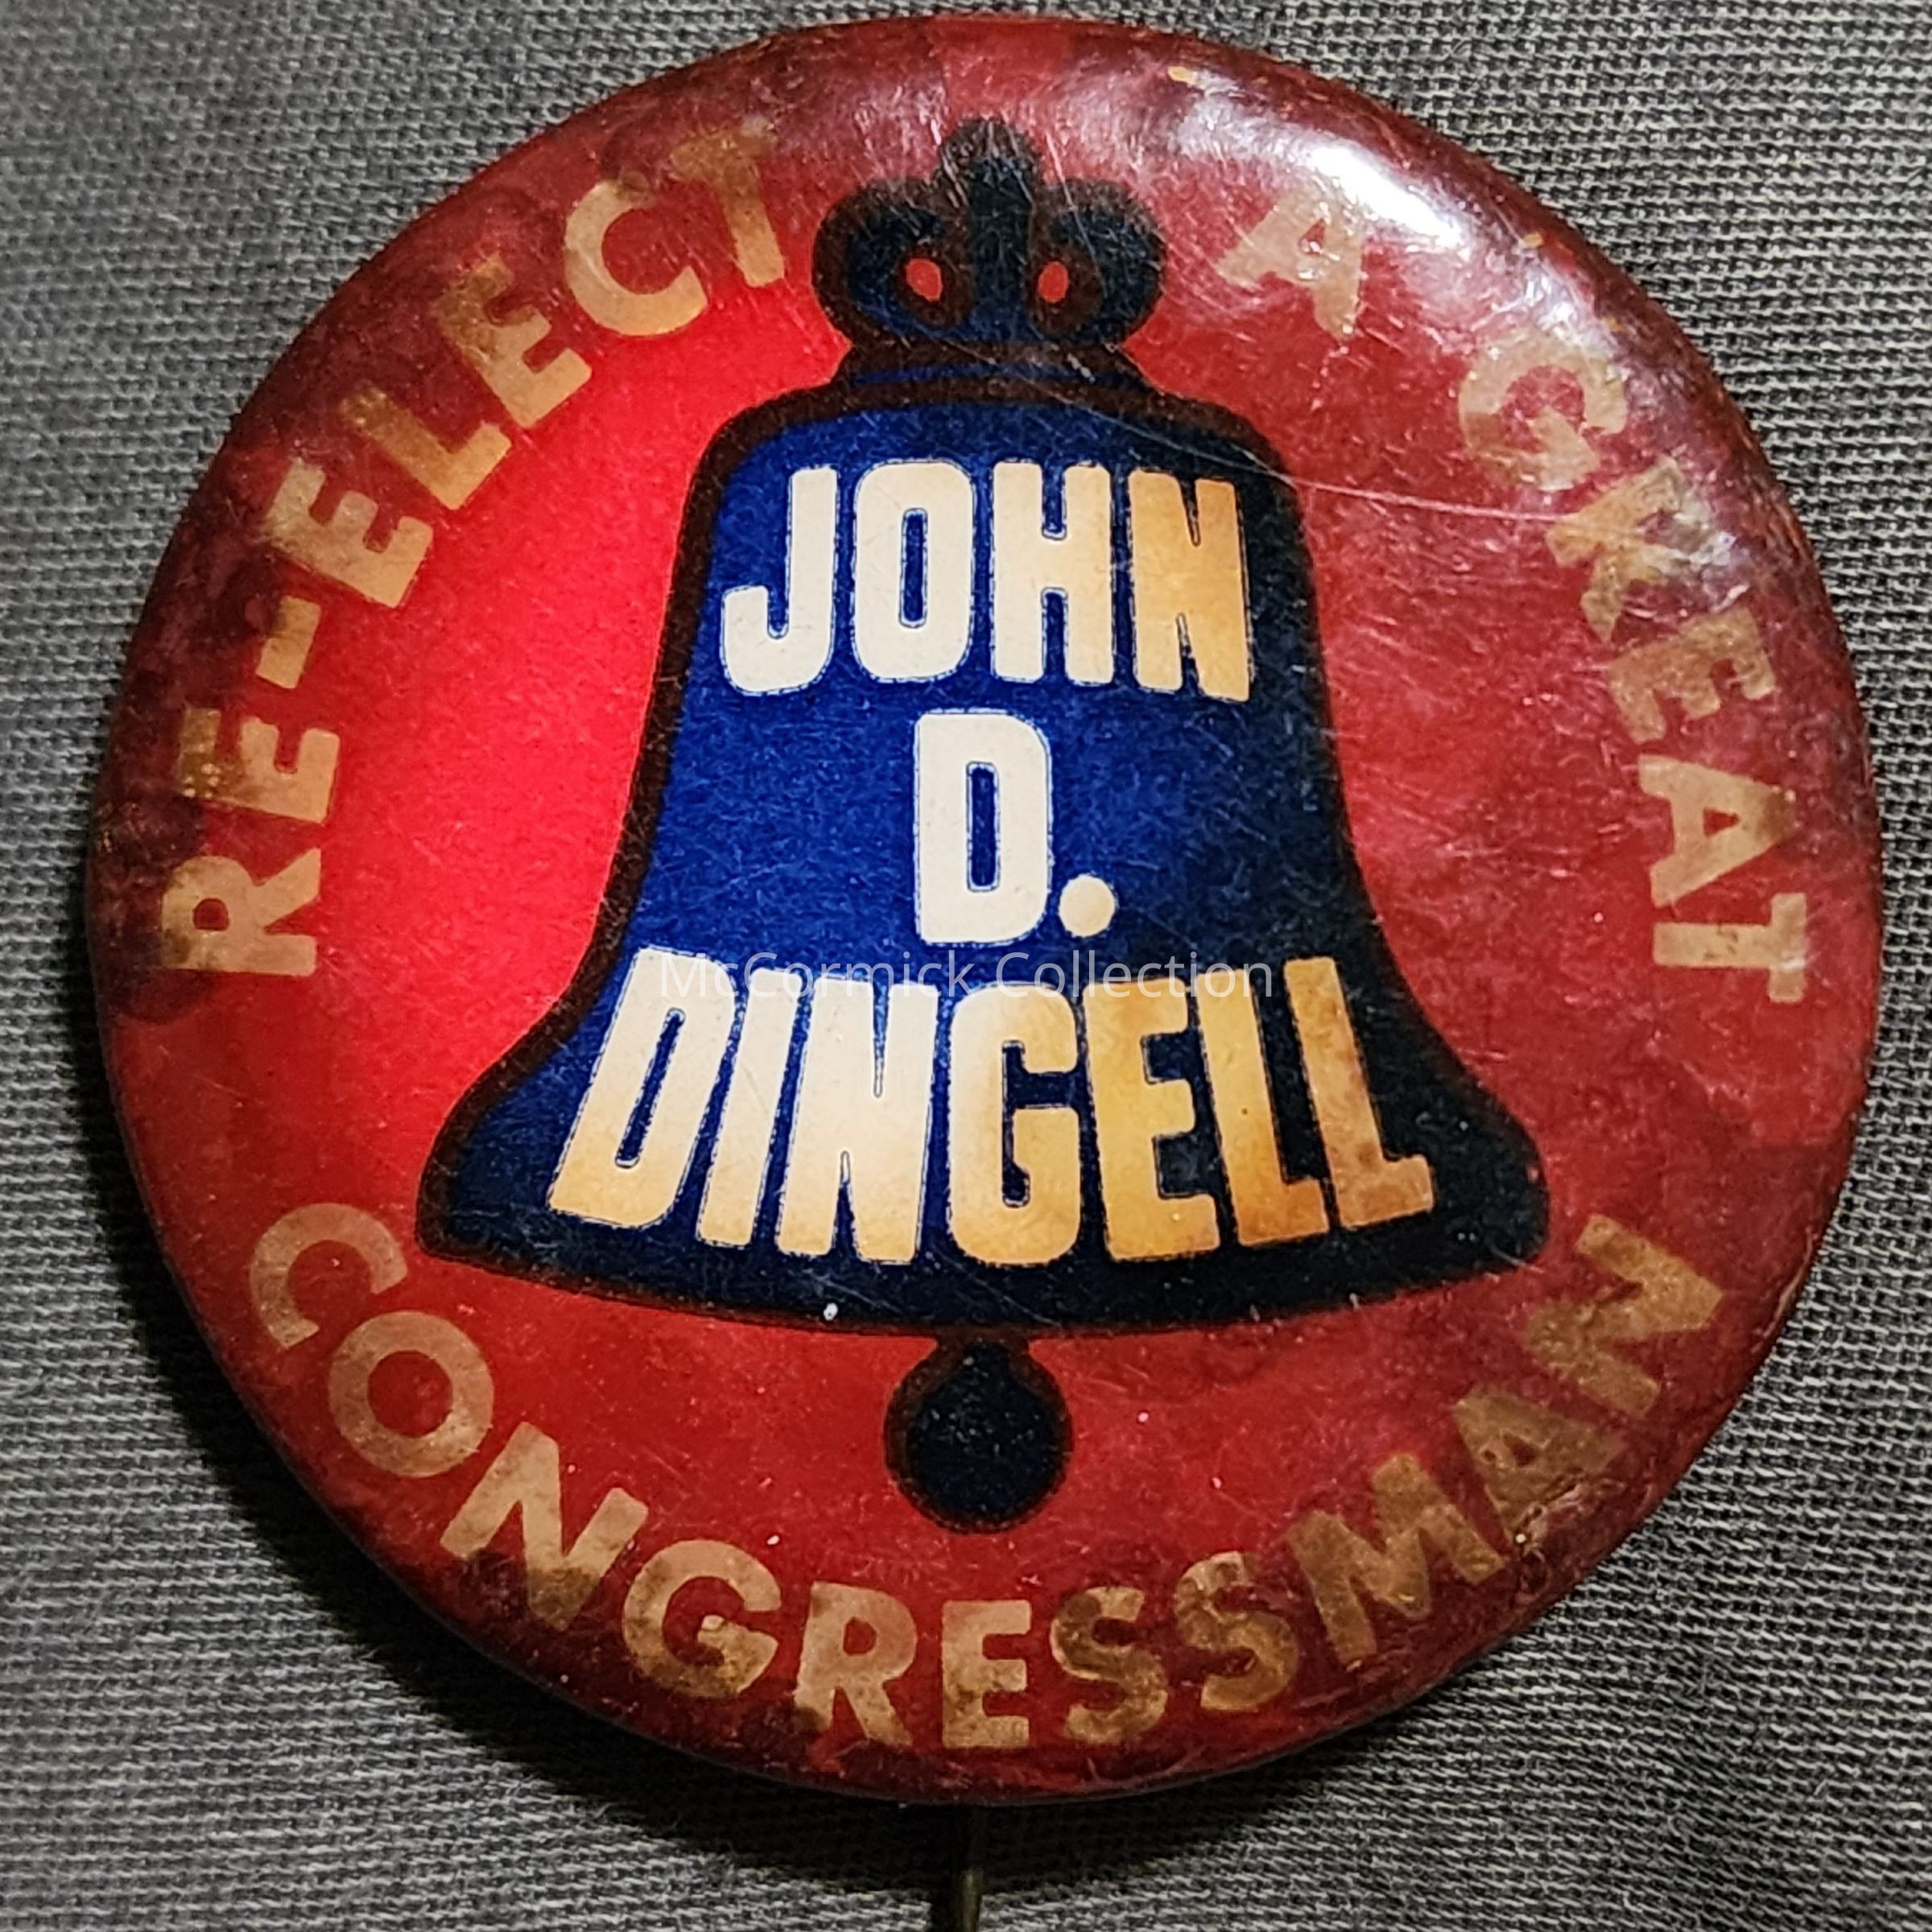 RE-ELECT A GREAT
JOHN
D.
DINGELL
CONGRESSMAN
McCormick Collection